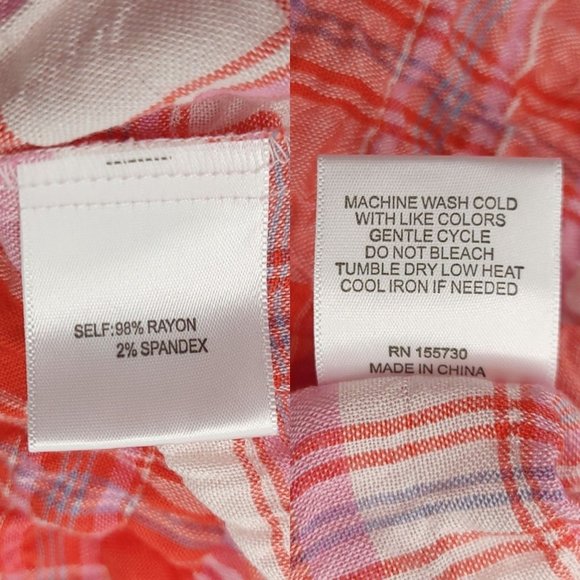 SELF:98% RAYON
2% SPANDEX
MACHINE WASH COLD
WITH LIKE COLORS
GENTLE CYCLE
DO NOT BLEACH
TUMBLE DRY LOW HEAT
COOL IRON IF NEEDED
RN 155730
MADE IN CHINA